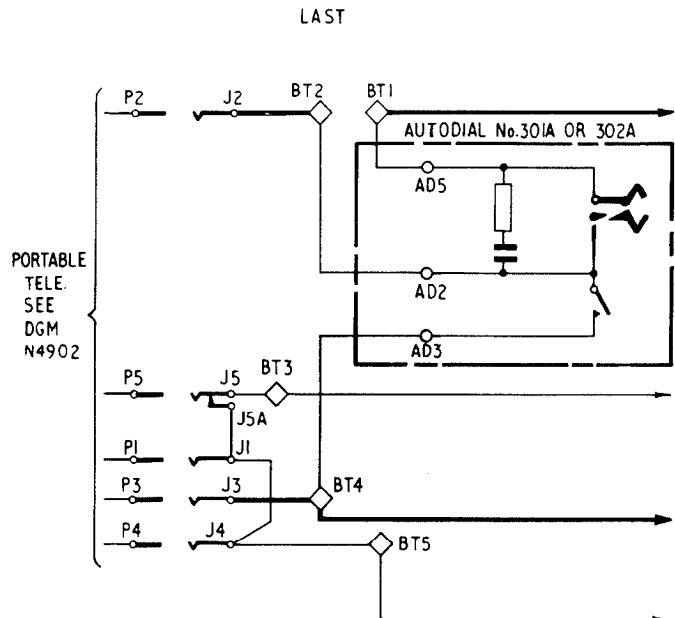 LAST
P2
J2
BT2
BT1
AUTODIAL No.301A OR 302A
AD5
AD2
AD3
PORTABLE
TELE.
SEE
DGM
N4902
P5
J5
BT3
J5A
P1
J1
P3
J3
BT4
P4
J4
BT5